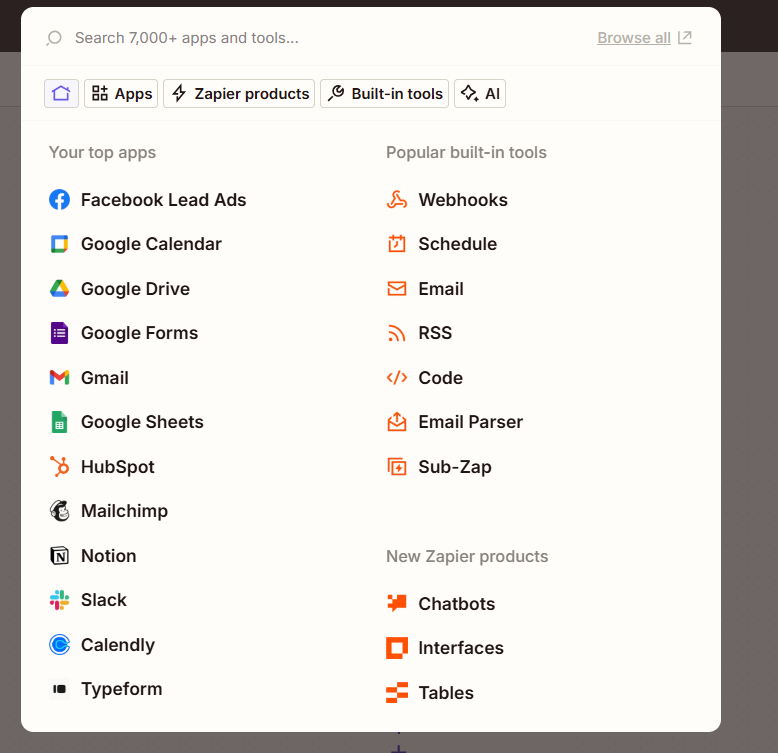 Search 7,000+ apps and tools...
Browse all
Apps
Zapier products
Built-in tools
AI
Your top apps
Facebook Lead Ads
Google Calendar
Google Drive
Google Forms
Gmail
Google Sheets
HubSpot
Mailchimp
Notion
Slack
Calendly
Typeform
Popular built-in tools
Webhooks
Schedule
Email
RSS
Code
Email Parser
Sub-Zap
New Zapier products
Chatbots
Interfaces
Tables